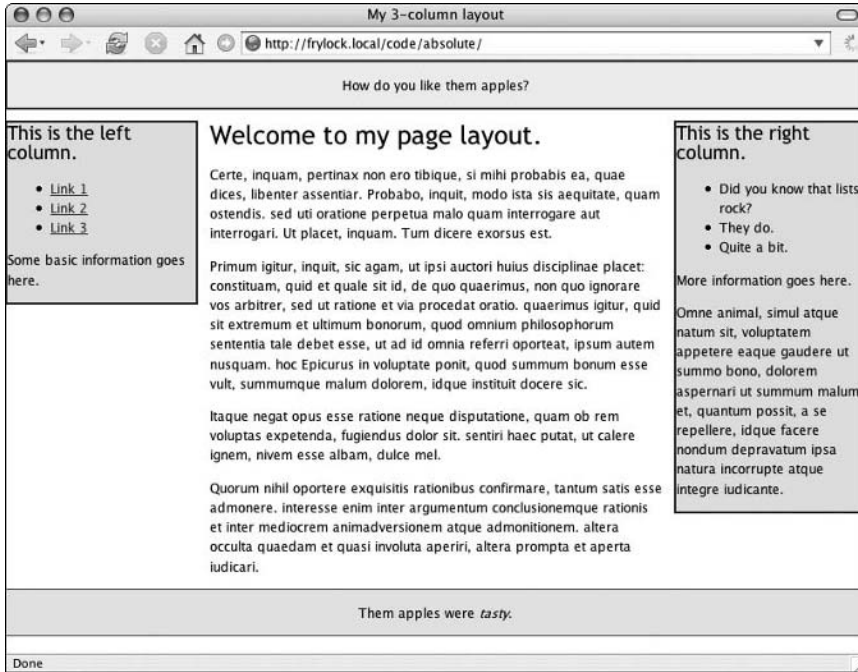 My 3-column layout
http://frylock.local/code/absolute/
How do you like them apples?
This is the left
column.
• Link 1
• Link 2
• Link 3
Some basic information goes
here.
Welcome to my page layout.
Certe, inquam, pertinax non ero tibique, si mihi probabis ea, quae
dices, libenter assentiar. Probabo, inquit, modo ista sis aequitate, quam
ostendis. sed uti oratione perpetua malo quam interrogare aut
interrogari. Ut placet, inquam. Tum dicere exorsus est.
Primum igitur, inquit, sic agam, ut ipsi auctori huius disciplinae placet:
constituam, quid et quale sit id, de quo quaerimus, non quo ignorare
vos arbitrer, sed ut ratione et via procedat oratio. quaerimus igitur, quid
sit extremum et ultimum bonorum, quod omnium philosophorum
sententia tale debet esse, ut ad id omnia referri oporteat, ipsum autem
nusquam. hoc Epicurus in voluptate ponit, quod summum bonum esse
vult, summumque malum dolorem, idque instituit docere sic.
Itaque negat opus esse ratione neque disputatione, quam ob rem
voluptas expetenda, fugiendus dolor sit. sentiri haec putat, ut calere
ignem, nivem esse albam, dulce mel.
Quorum nihil oportere exquisitis rationibus confirmare, tantum satis esse
admonere. interesse enim inter argumentum conclusionemque rationis
et inter mediocrem animadversionem atque admonitionem. altera
occulta quaedam et quasi involuta aperiri, altera prompta et aperta
iudicari.
This is the right
column.
• Did you know that lists
rock?
• They do.
• Quite a bit.
More information goes here.
Omne animal, simul atque
natum sit, voluptatem
appetere eaque gaudere ut
summo bono, dolorem
aspernari ut summum malum
et, quantum possit, a se
repellere, idque facere
nondum depravatum ipsa
natura incorrupte atque
integre iudicante.
Them apples were tasty.
Done